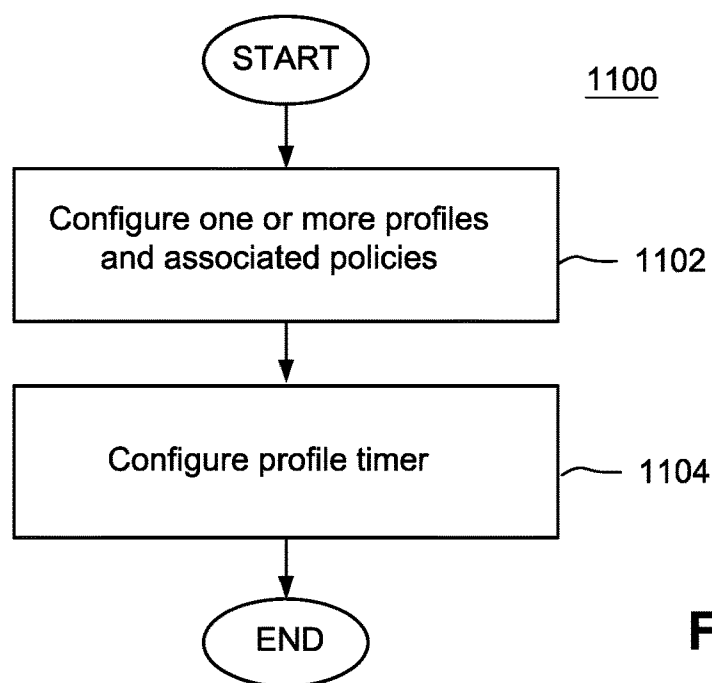 START
1100
Configure one or more profiles
and associated policies
1102
Configure profile timer
1104
END
F